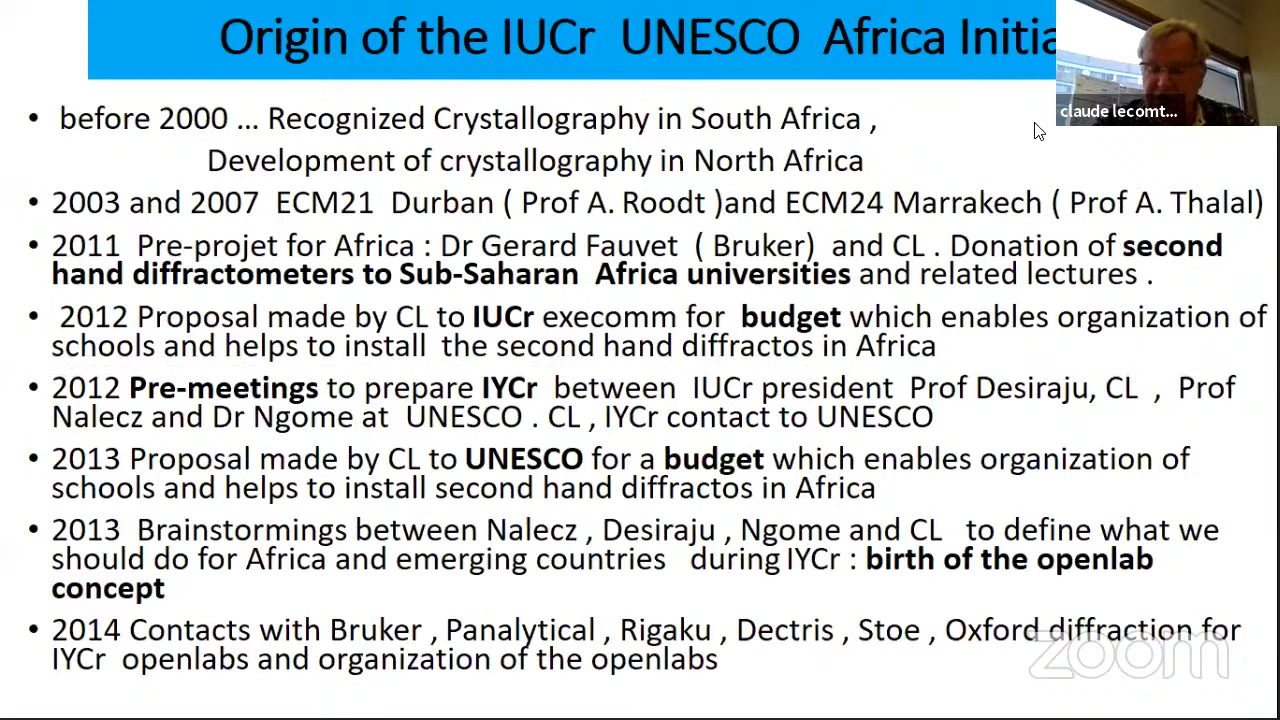 Origin of the IUCr UNESCO Africa Initia
claude lecomt...
• before 2000 ... Recognized Crystallography in South Africa ,
Development of crystallography in North Africa
• 2003 and 2007 ECM21 Durban ( Prof A. Roodt )and ECM24 Marrakech ( Prof A. Thalal)
• 2011 Pre-projet for Africa : Dr Gerard Fauvet ( Bruker) and CL . Donation of second
hand diffractometers to Sub-Saharan Africa universities and related lectures .
• 2012 Proposal made by CL to IUCr execomm for budget which enables organization of
schools and helps to install the second hand diffractos in Africa
• 2012 Pre-meetings to prepare IYCr between IUCr president Prof Desiraju, CL , Prof
Nalecz and Dr Ngome at UNESCO . CL , IYCr contact to UNESCO
• 2013 Proposal made by CL to UNESCO for a budget which enables organization of
schools and helps to install second hand diffractos in Africa
• 2013 Brainstormings between Nalecz , Desiraju , Ngome and CL to define what we
should do for Africa and emerging countries during IYCr : birth of the openlab
concept
• 2014 Contacts with Bruker , Panalytical , Rigaku , Dectris , Stoe , Oxford diffraction for
IYCr openlabs and organization of the openlabs
zoom